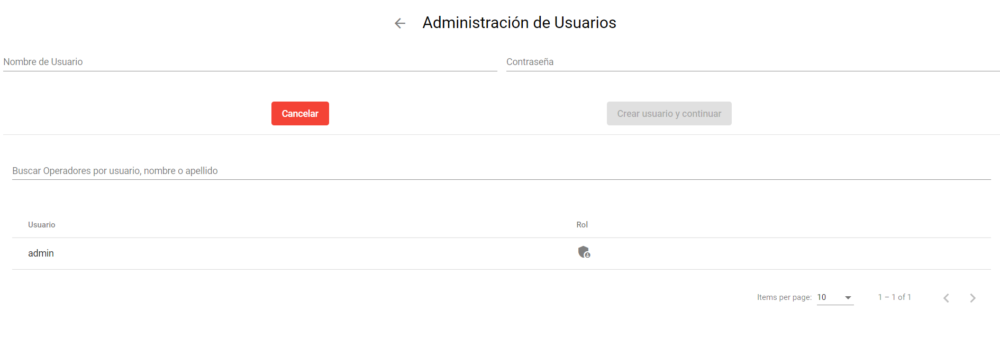 Administración de Usuarios
Nombre de Usuario
Contraseña
Cancelar
Crear usuario y continuar
Buscar Operadores por usuario, nombre o apellido
Usuario
Rol
admin
Items per page: 10
1 – 1 of 1